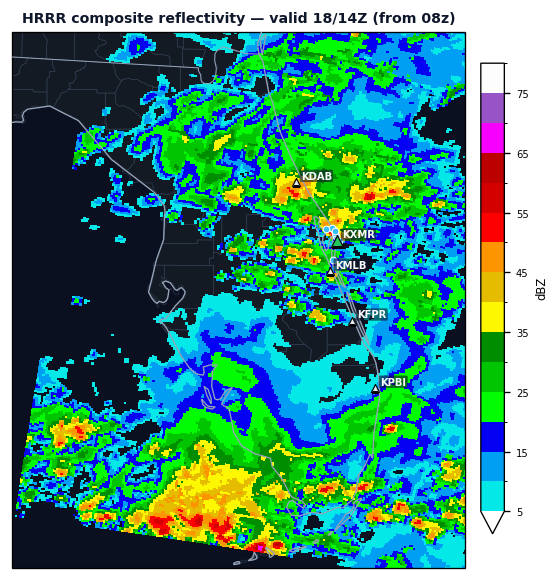 HRRR composite reflectivity — valid 18/14Z (from 08z)
KDAB
KXMR
KMLB
KFPR
KPBI
75
65
55
45
35
25
15
5
dBZ